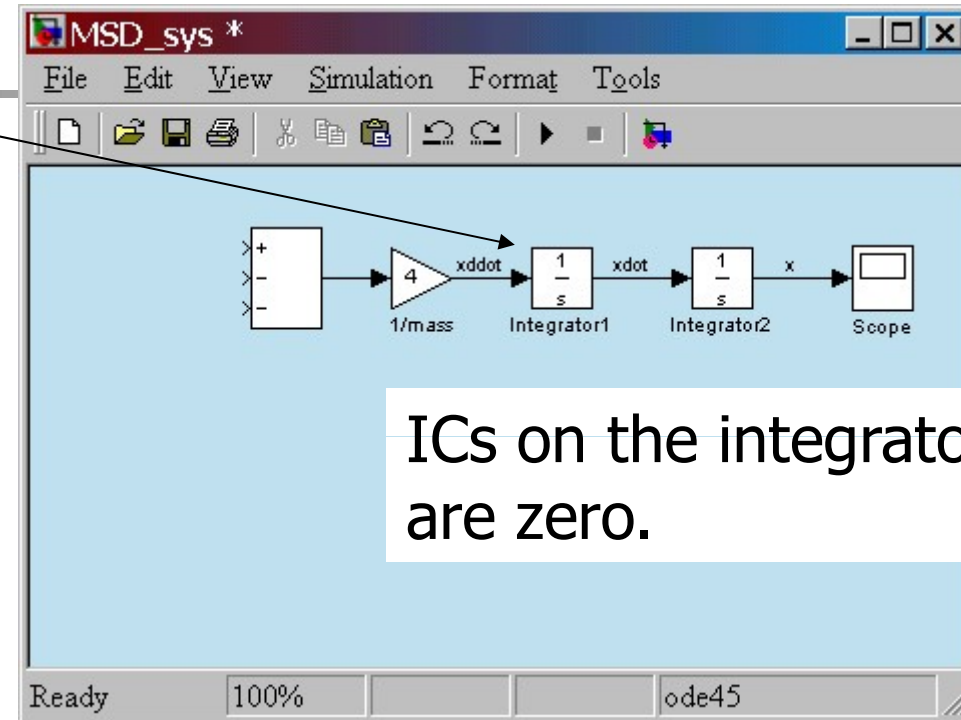 MSD_sys *
File Edit View Simulation Format Tools
+
-
-
4
xddot
1
s
xdot
1
s
x
1/mass
Integrator1
Integrator2
Scope
ICs on the integrato
are zero.
Ready 100% ode45